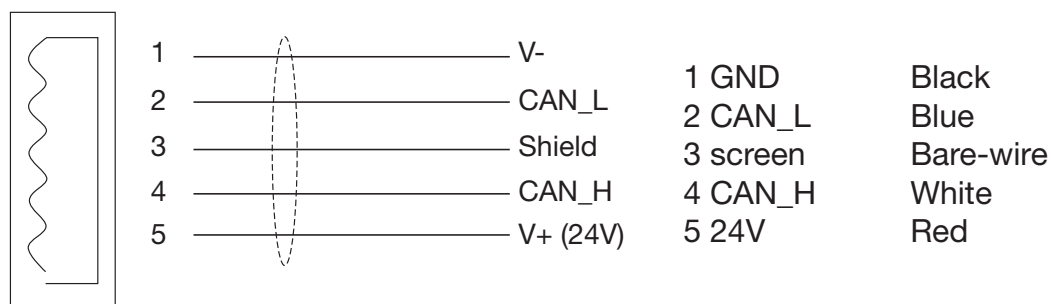 1 V-
2 CAN_L
3 Shield
4 CAN_H
5 V+ (24V)
1 GND Black
2 CAN_L Blue
3 screen Bare-wire
4 CAN_H White
5 24V Red